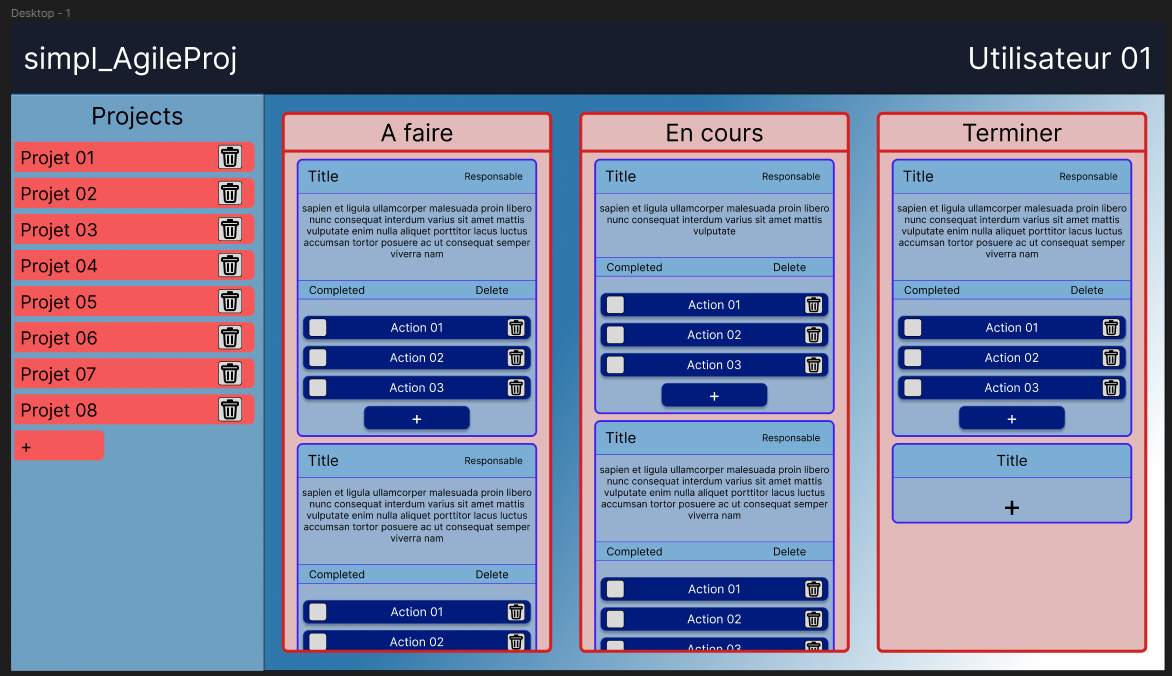 Desktop - 1
simpl_AgileProj
Utilisateur 01
Projects
Projet 01
Projet 02
Projet 03
Projet 04
Projet 05
Projet 06
Projet 07
Projet 08
+
A faire
Title
Responsable
sapien et ligula ullamcorper malesuada proin libero
nunc consequat interdum varius sit amet mattis
vulputate enim nulla aliquet porttitor lacus luctus
accumsan tortor posuere ac ut consequat semper
viverra nam
Completed
Delete
Action 01
Action 02
Action 03
+
Title
Responsable
sapien et ligula ullamcorper malesuada proin libero
nunc consequat interdum varius sit amet mattis
vulputate enim nulla aliquet porttitor lacus luctus
accumsan tortor posuere ac ut consequat semper
viverra nam
Completed
Delete
Action 01
Action 02
En cours
Title
Responsable
sapien et ligula ullamcorper malesuada proin libero
nunc consequat interdum varius sit amet mattis
vulputate
Completed
Delete
Action 01
Action 02
Action 03
+
Title
Responsable
sapien et ligula ullamcorper malesuada proin libero
nunc consequat interdum varius sit amet mattis
vulputate enim nulla aliquet porttitor lacus luctus
accumsan tortor posuere ac ut consequat semper
viverra nam
Completed
Delete
Action 01
Action 02
Action 03
Terminer
Title
Responsable
sapien et ligula ullamcorper malesuada proin libero
nunc consequat interdum varius sit amet mattis
vulputate enim nulla aliquet porttitor lacus luctus
accumsan tortor posuere ac ut consequat semper
viverra nam
Completed
Delete
Action 01
Action 02
Action 03
+
Title
+